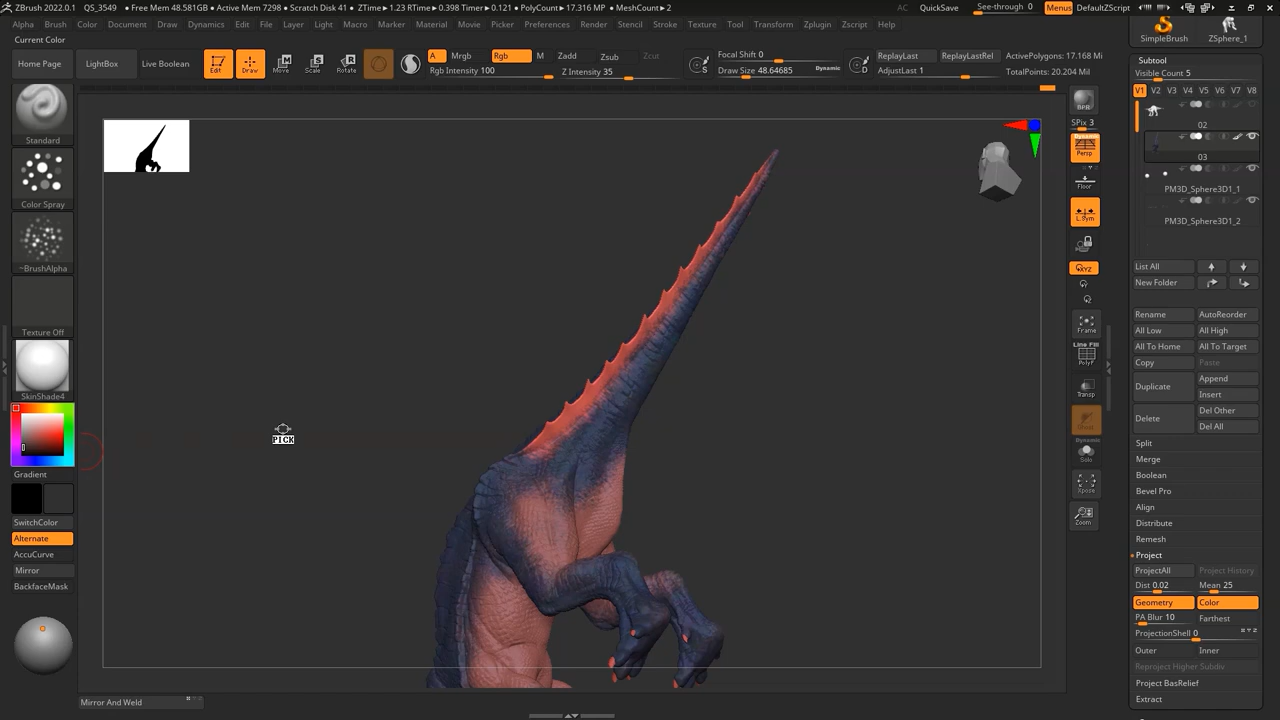 ZBrush 2022.0.1 QS_3549 • Free Mem 48.581GB • Active Mem 7298 • Scratch Disk 41 • ZTime▸1.23 RTime▸0.398 Timer▸0.121 • PolyCount▸17.316 MP • MeshCount▸2 AC QuickSave See-through 0 Menus DefaultZScript
Alpha Brush Color Document Draw Dynamics Edit File Layer Light Macro Marker Material Movie Picker Preferences Render Stencil Stroke Texture Tool Transform Zplugin Zscript Help
Current Color
SimpleBrush ZSphere_1
Home Page LightBox Live Boolean Edit Draw Move Scale Rotate A Mrgb Rgb M Zadd Zsub Zcut Focal Shift 0 S D ReplayLast ReplayLastRel ActivePolygons: 17.168 Mi
Rgb Intensity 100 Z Intensity 35 Draw Size 48.64685 Dynamic AdjustLast 1 TotalPoints: 20.204 Mil
Subtool
Visible Count 5
V1 V2 V3 V4 V5 V6 V7 V8
BPR
SPix 3
02
Standard
Dynamic
Persp
03
Floor
PM3D_Sphere3D1_1
Color Spray
L.Sym
PM3D_Sphere3D1_2
~BrushAlpha
XYZ
List All
New Folder
Texture Off
Frame
Rename AutoReorder
All Low All High
All To Home All To Target
Line Fill
PolyF
Copy Paste
Duplicate Append
Insert
Transp
SkinShade4
Delete Del Other
Del All
PICK
Dynamic
Solo
Split
Merge
Gradient
Boolean
Xpose
Bevel Pro
Align
SwitchColor
Zoom
Distribute
Alternate
Remesh
AccuCurve
Project
Mirror
ProjectAll Project History
BackfaceMask
Dist 0.02 Mean 25
Geometry Color
PA Blur 10 Farthest
ProjectionShell 0
Outer Inner
Reproject Higher Subdiv
Project BasRelief
Mirror And Weld
Extract